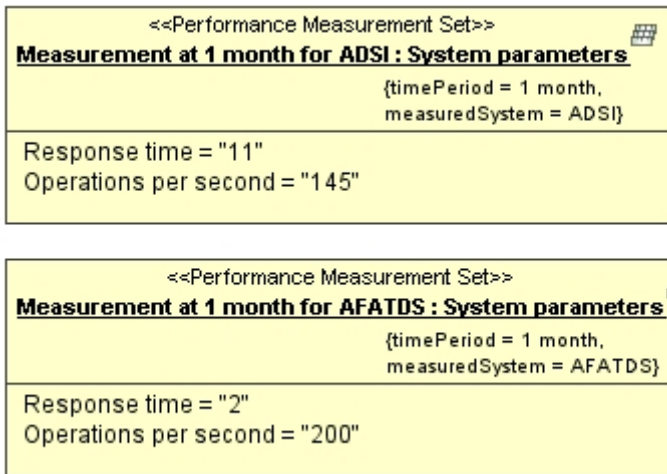 <<Performance Measurement Set>>
Measurement at 1 month for ADSI : System parameters
{timePeriod = 1 month,
measuredSystem = ADSI}
Response time = "11"
Operations per second = "145"
<<Performance Measurement Set>>
Measurement at 1 month for AFATDS : System parameters
{timePeriod = 1 month,
measuredSystem = AFATDS}
Response time = "2"
Operations per second = "200"